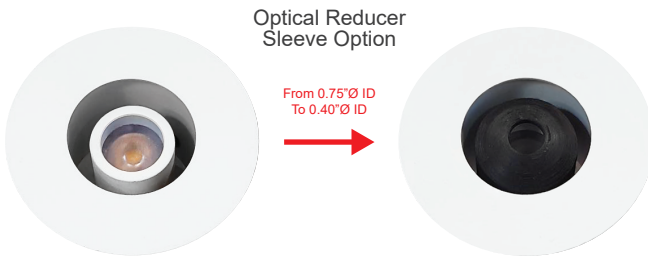 Optical Reducer
Sleeve Option
From 0.75”Ø ID
To 0.40”Ø ID